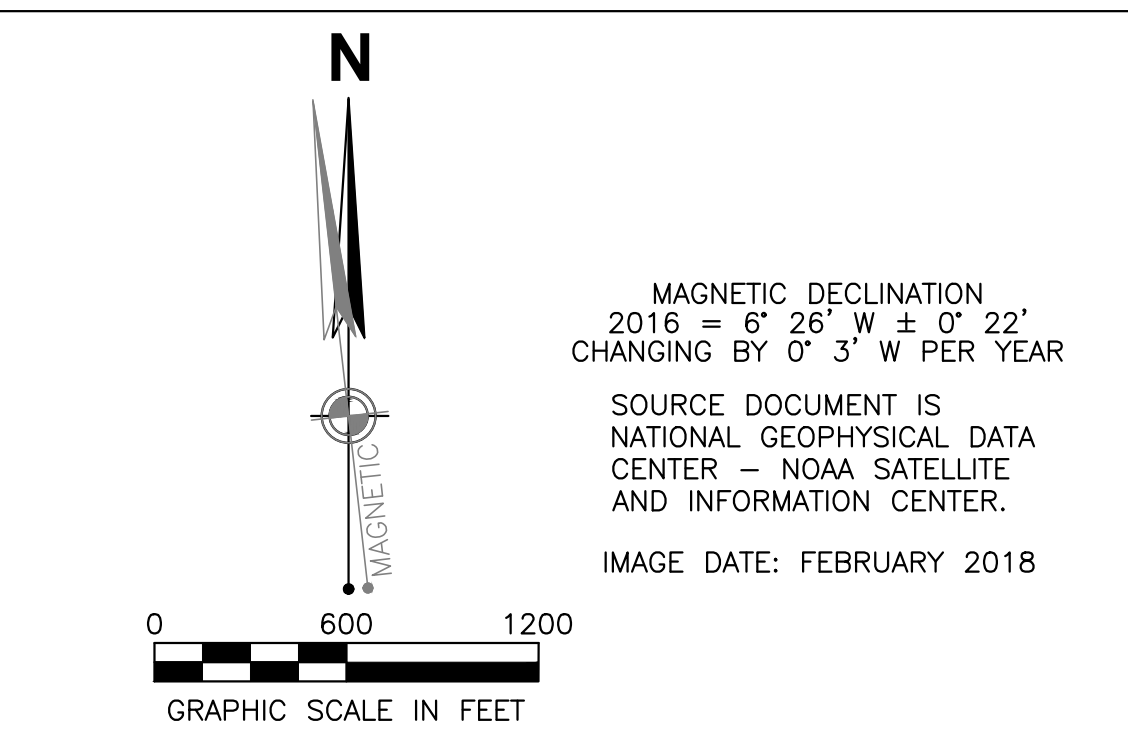 N
MAGNETIC DECLINATION
2016 = 6° 26' W ± 0° 22'
CHANGING BY 0° 3' W PER YEAR
SOURCE DOCUMENT IS
NATIONAL GEOPHYSICAL DATA
CENTER – NOAA SATELLITE
AND INFORMATION CENTER.
IMAGE DATE: FEBRUARY 2018
MAGNETIC
0 600 1200
GRAPHIC SCALE IN FEET